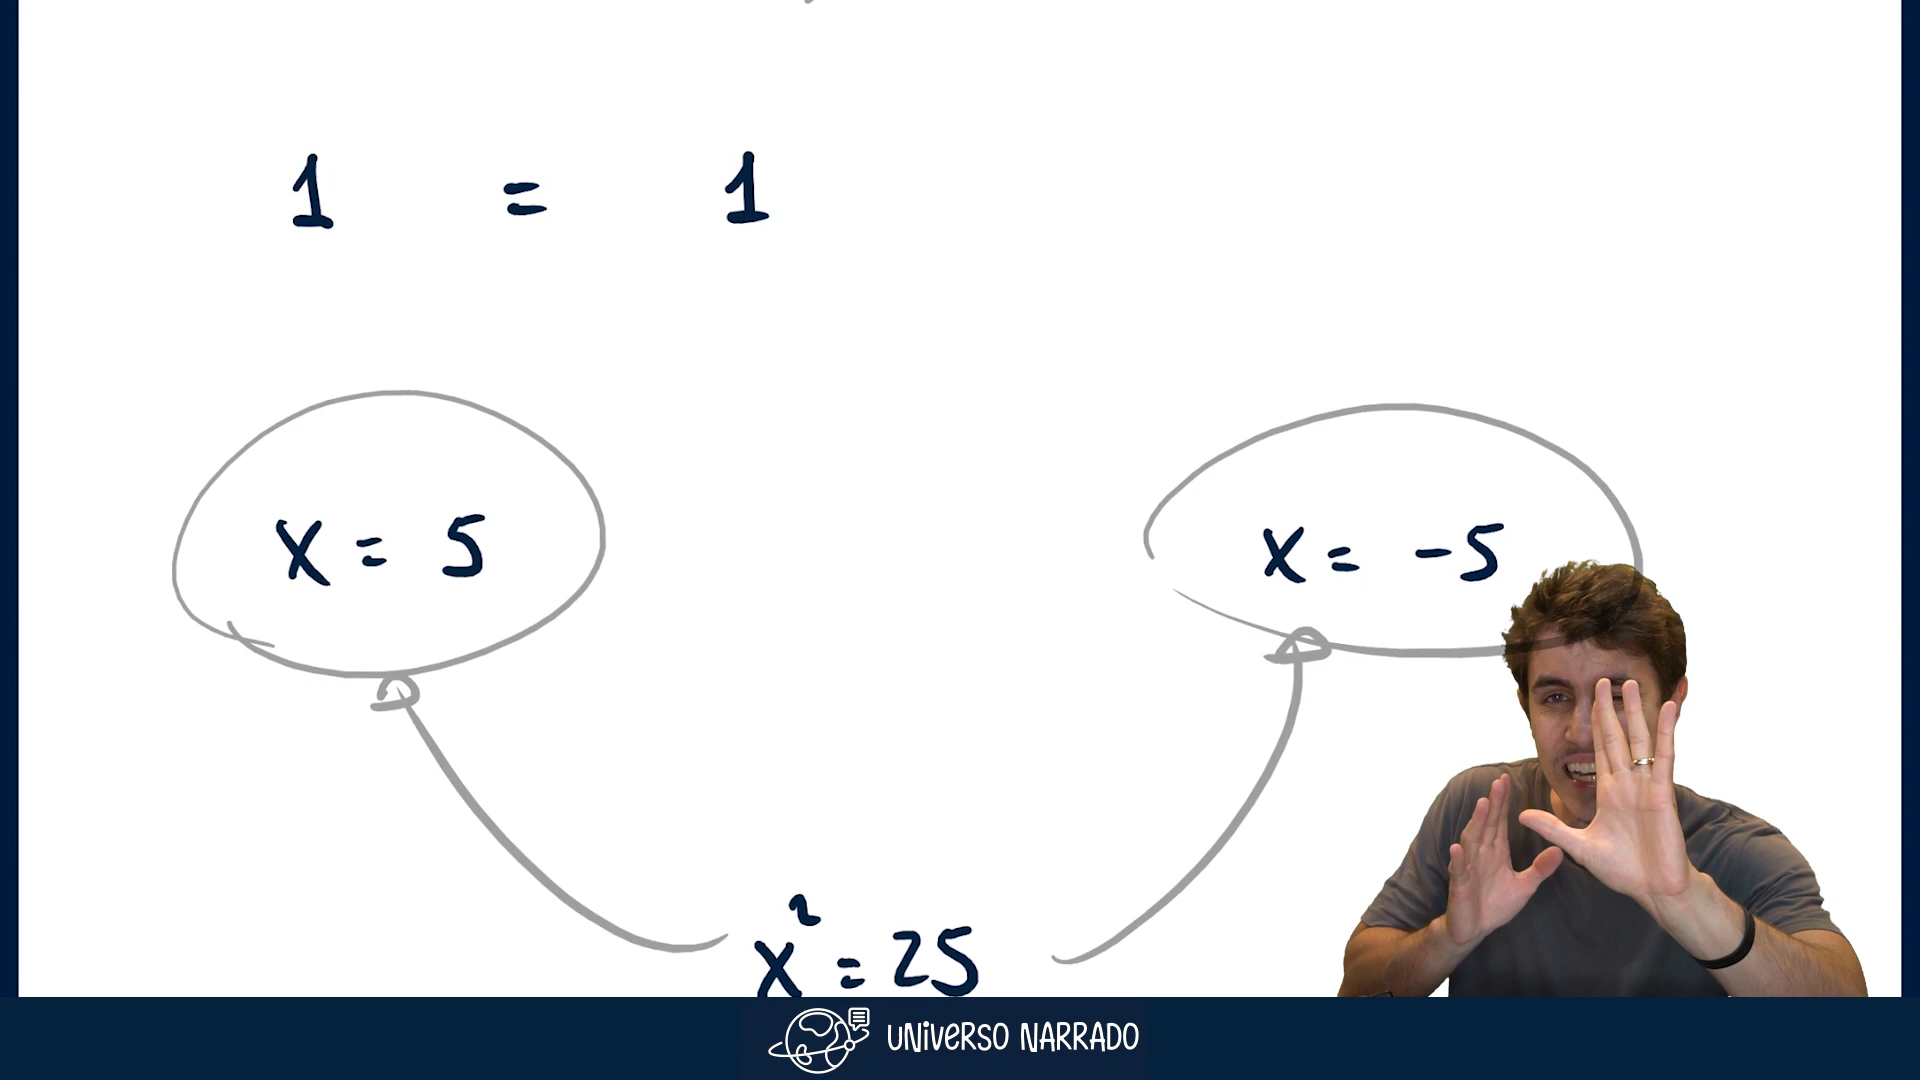 1 = 1
x = 5
x = -5
x² = 25
UNIVERSO NARRADO